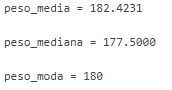 peso_media = 182.4231
peso_mediana = 177.5000
peso_moda = 180